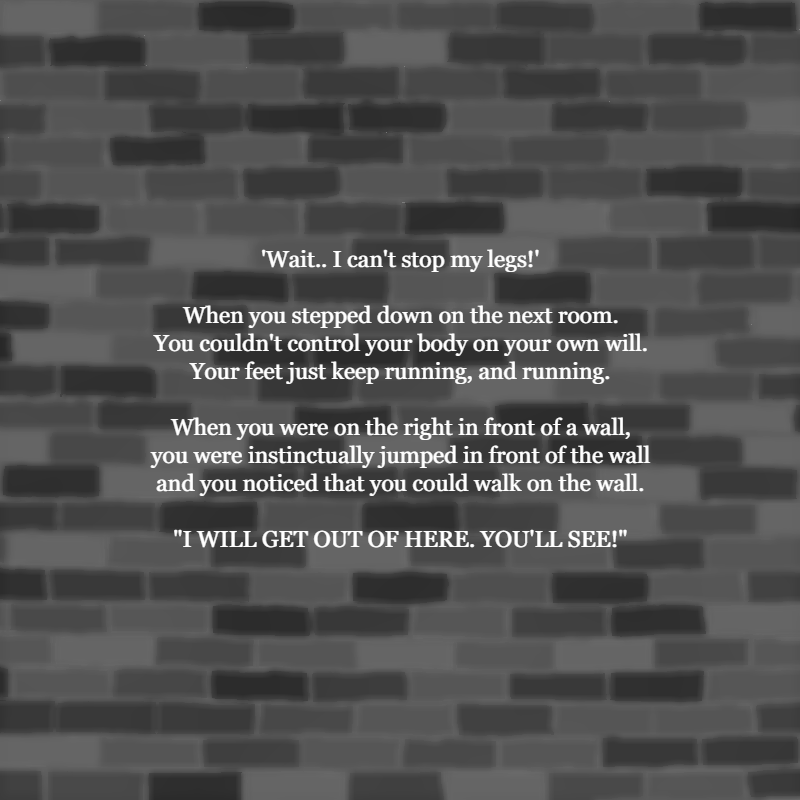 'Wait.. I can't stop my legs!'
When you stepped down on the next room.
You couldn't control your body on your own will.
Your feet just keep running, and running.
When you were on the right in front of a wall,
you were instinctually jumped in front of the wall
and you noticed that you could walk on the wall.
"I WILL GET OUT OF HERE. YOU'LL SEE!"